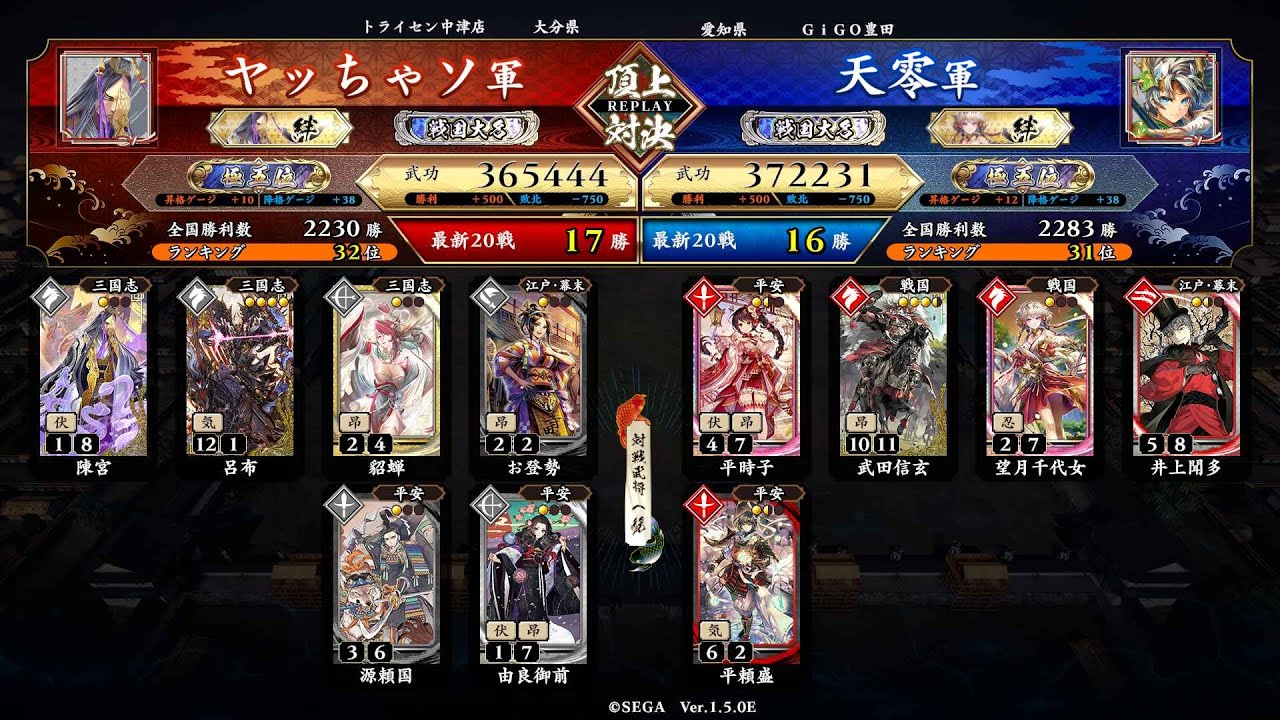 トライセン中津店 大分県 愛知県 GiGO豊田
ヤッちゃソ軍 頂上 REPLAY 対決 天零軍
絆 戦国大名 戦国大名 絆
極王位 武功 365444 武功 372231 極王位
昇格ゲージ +10 降格ゲージ +38 勝利 +500 敗北 -750 勝利 +500 敗北 -750 昇格ゲージ +12 降格ゲージ +38
全国勝利数 2230 勝 最新20戦 17 勝 最新20戦 16 勝 全国勝利数 2283 勝
ランキング 32位 ランキング 31位
三国志 三国志 三国志 江戸・幕末 平安 戦国 戦国 江戸・幕末
伏 気 昂 昂 伏 昂 昂 忍
1 8 12 1 2 4 2 2 4 7 10 11 2 7 5 8
陳宮 呂布 貂蝉 お登勢 平時子 武田信玄 望月千代女 井上聞多
対戦武将一覧
平安 平安 平安
伏 昂 気
3 6 1 7 6 2
源頼国 由良御前 平頼盛
©SEGA Ver.1.5.0E